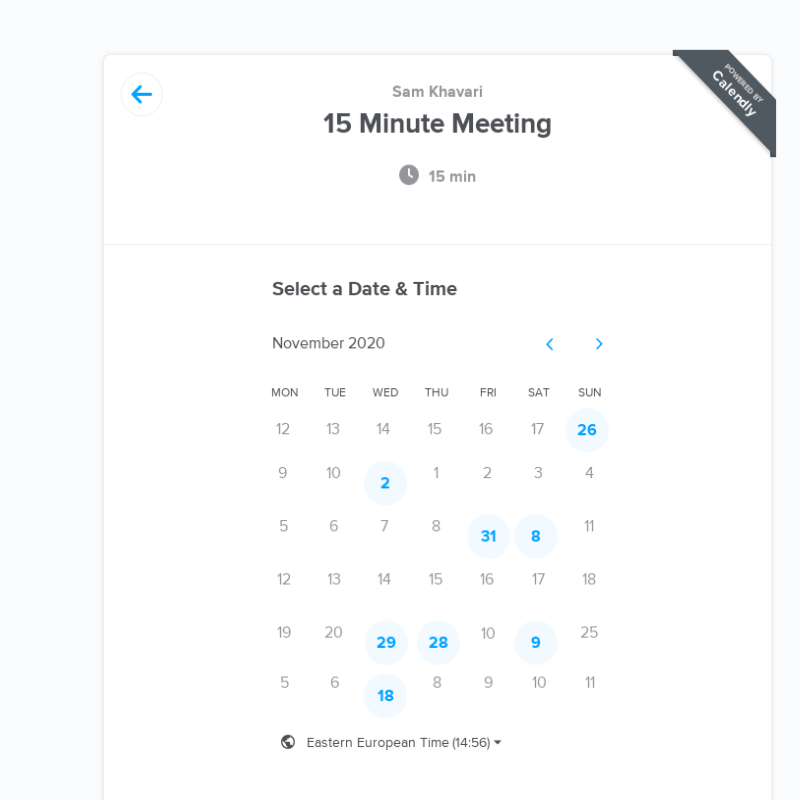 POWERED BY
Calendly
Sam Khavari
15 Minute Meeting
15 min
Select a Date & Time
November 2020
MON TUE WED THU FRI SAT SUN
12 13 14 15 16 17 26
9 10 2 1 2 3 4
5 6 7 8 31 8 11
12 13 14 15 16 17 18
19 20 29 28 10 9 25
5 6 18 8 9 10 11
Eastern European Time (14:56)